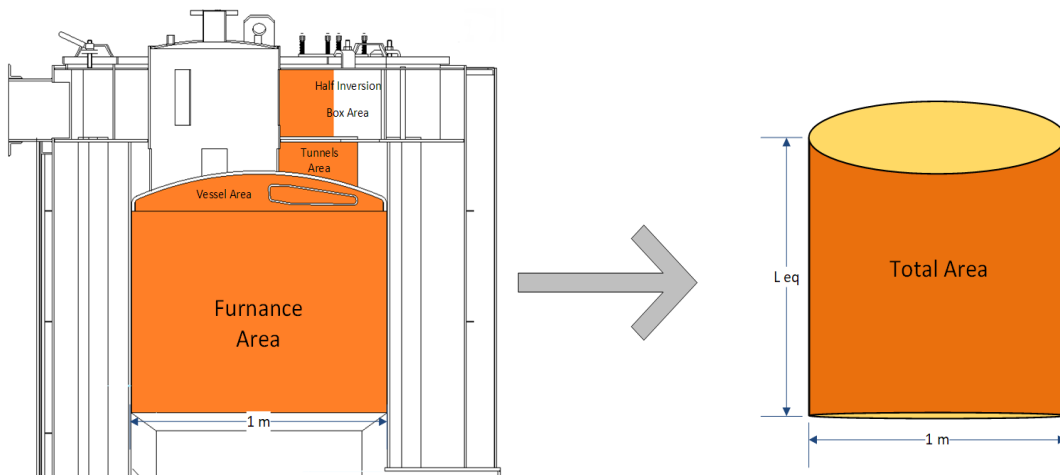 Half Inversion
Box Area
Tunnels
Area
Vessel Area
Furnance
Area
1 m
L eq
Total Area
1 m